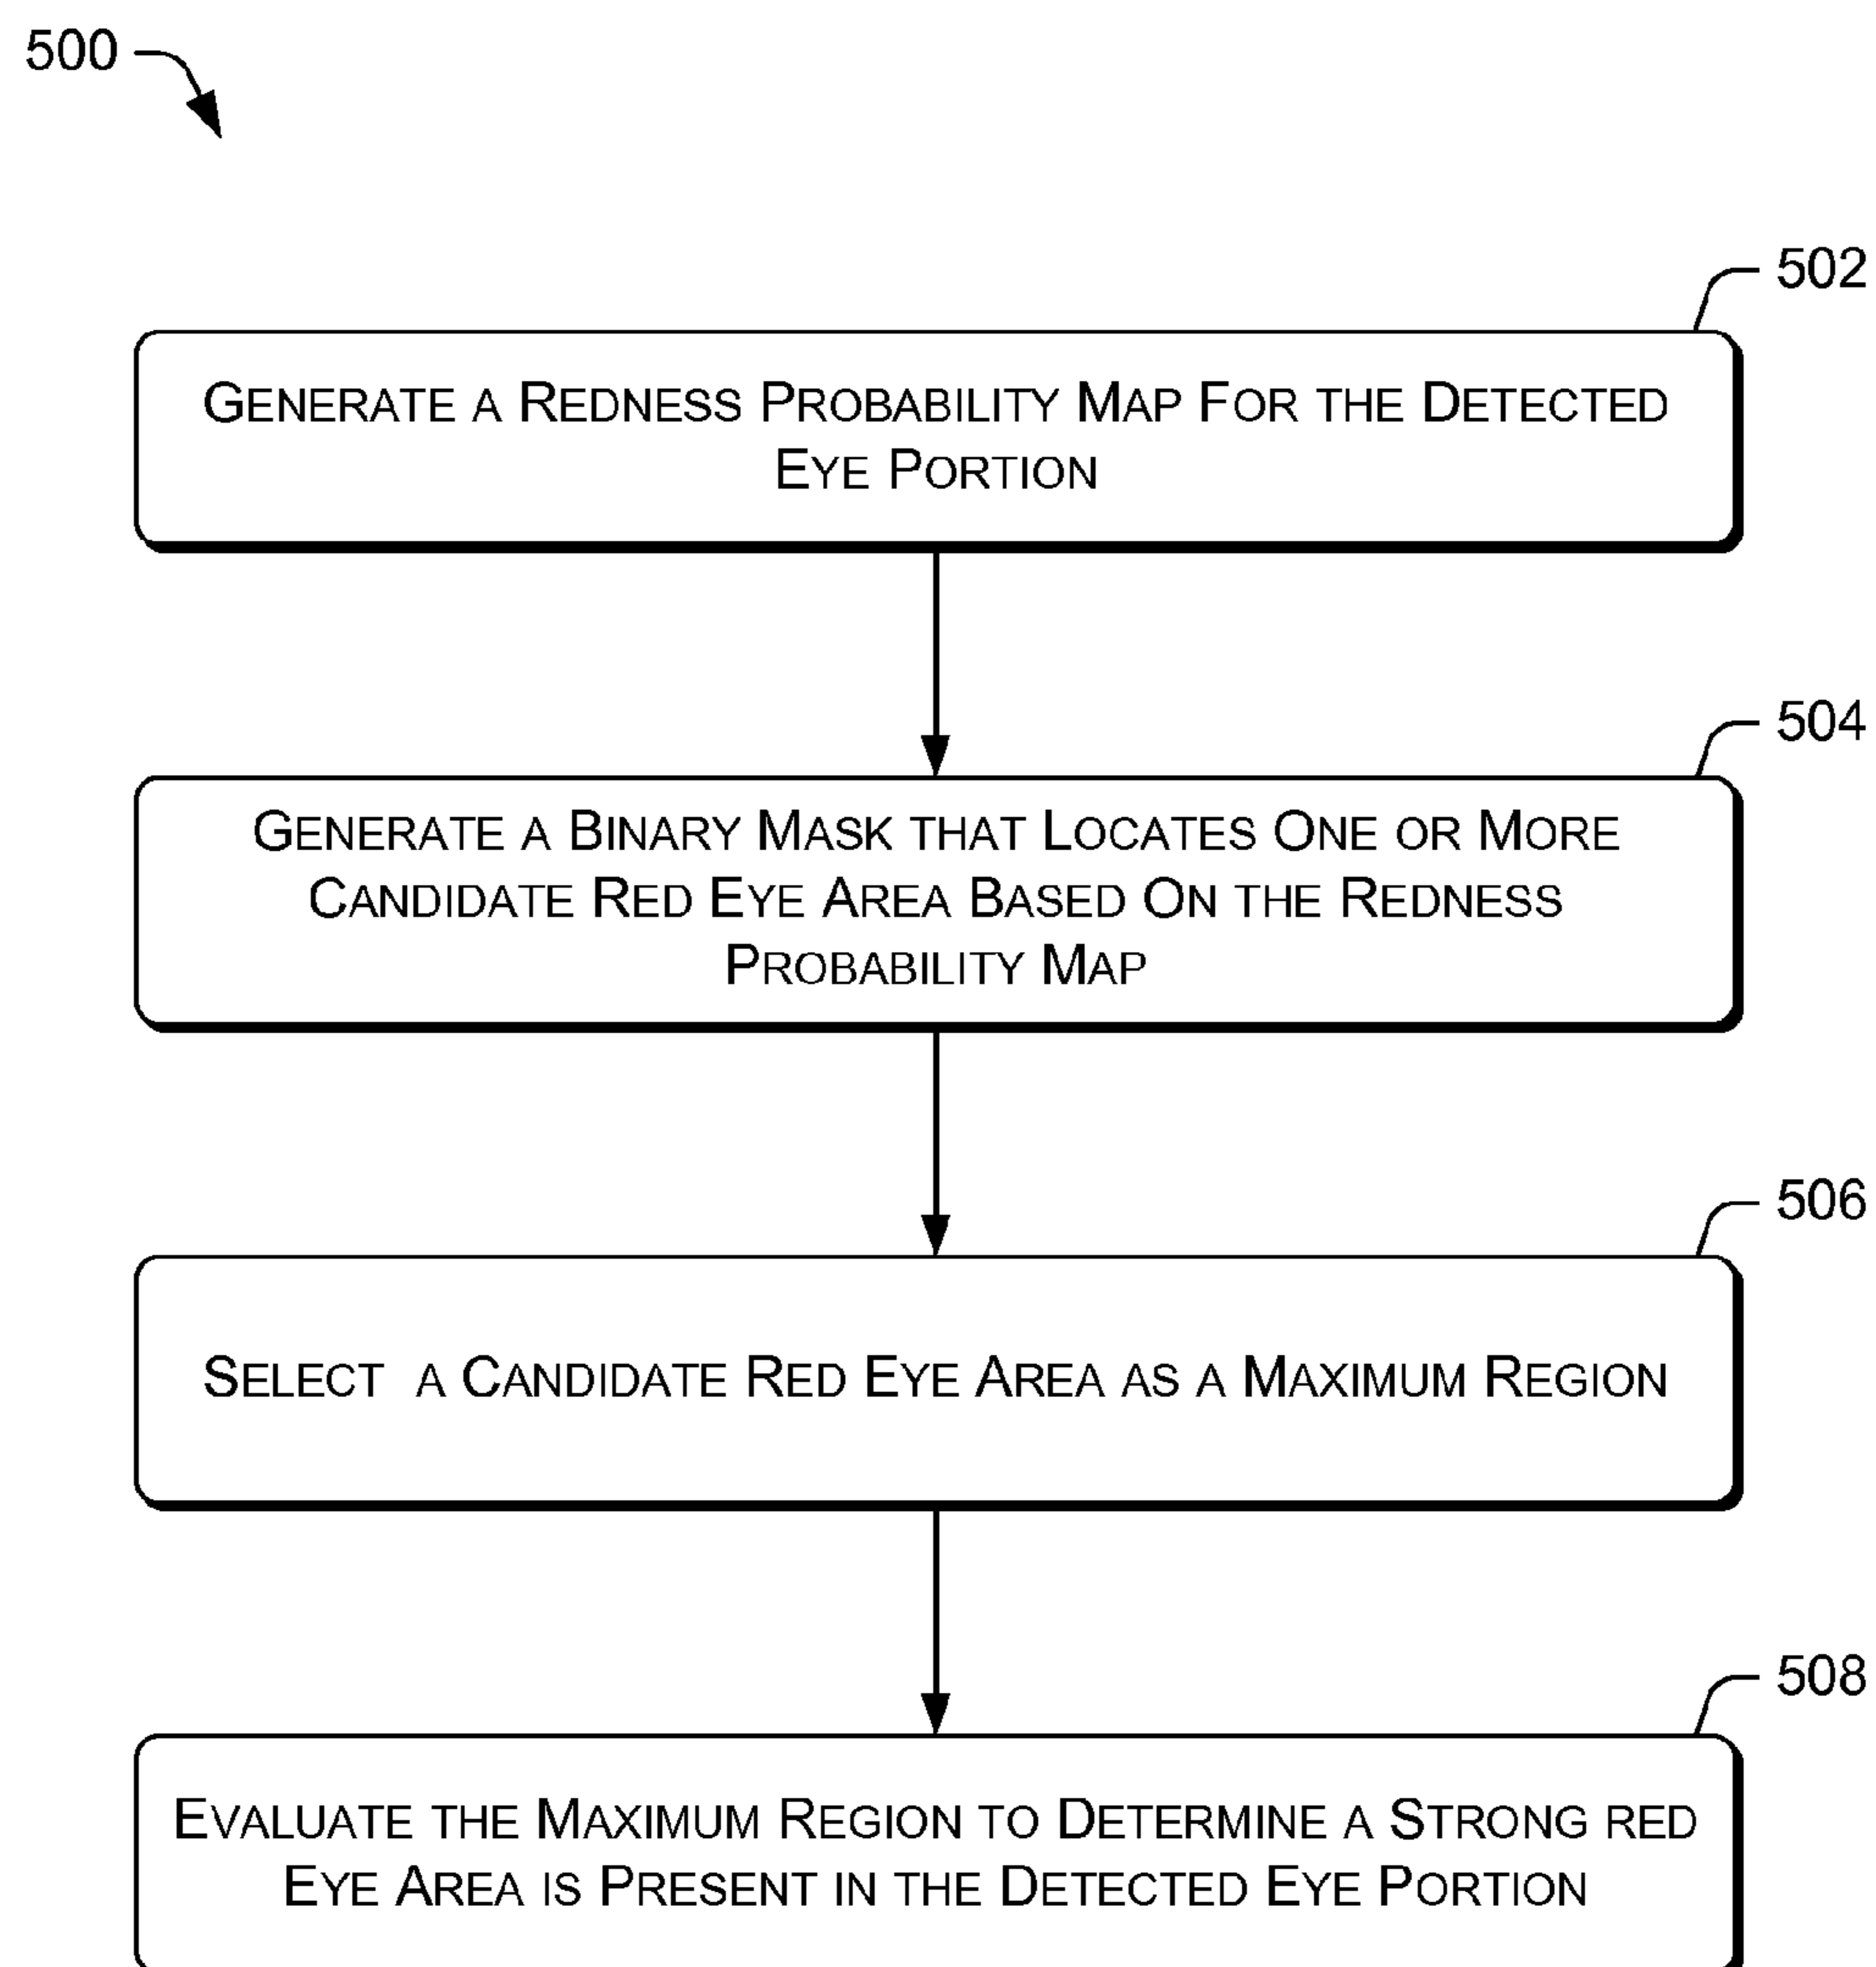 500
502
GENERATE A REDNESS PROBABILITY MAP FOR THE DETECTED
EYE PORTION
504
GENERATE A BINARY MASK THAT LOCATES ONE OR MORE
CANDIDATE RED EYE AREA BASED ON THE REDNESS
PROBABILITY MAP
506
SELECT A CANDIDATE RED EYE AREA AS A MAXIMUM REGION
508
EVALUATE THE MAXIMUM REGION TO DETERMINE A STRONG RED
EYE AREA IS PRESENT IN THE DETECTED EYE PORTION